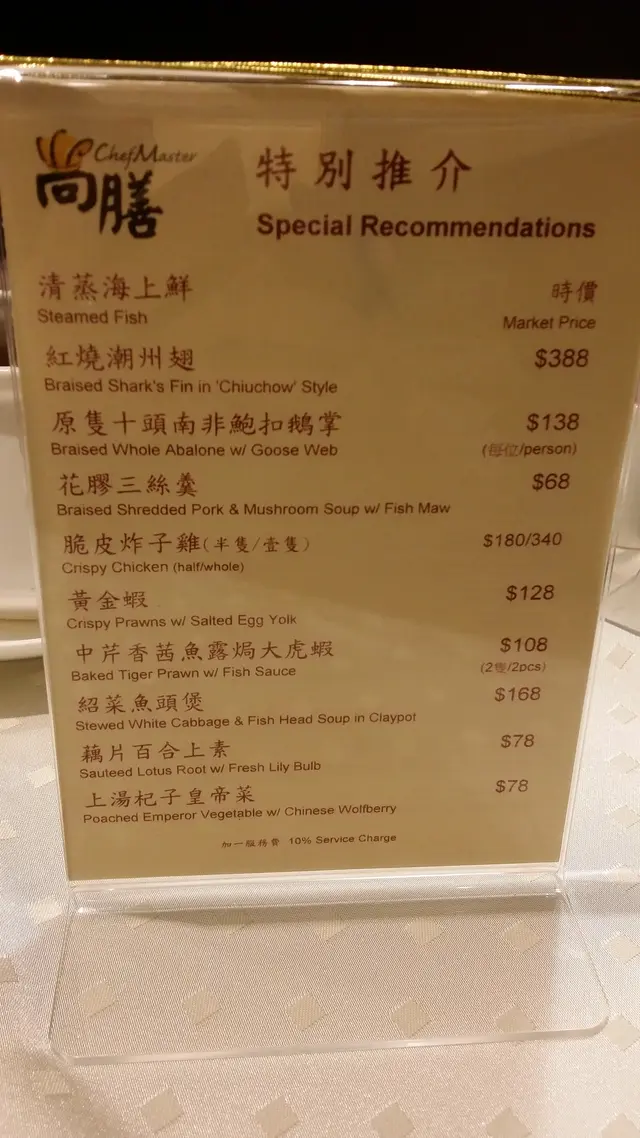 ChefMaster
尚膳
特別推介
Special Recommendations
清蒸海上鮮 時價
Steamed Fish Market Price
紅燒潮州翅 $388
Braised Shark's Fin in 'Chiuchow' Style
原隻十頭南非鮑扣鵝掌 $138
Braised Whole Abalone w/ Goose Web (每位/person)
花膠三絲羹 $68
Braised Shredded Pork & Mushroom Soup w/ Fish Maw
脆皮炸子雞(半隻/壹隻) $180/340
Crispy Chicken (half/whole)
黃金蝦 $128
Crispy Prawns w/ Salted Egg Yolk
中芹香茜魚露焗大虎蝦 $108
Baked Tiger Prawn w/ Fish Sauce (2隻/2pcs)
紹菜魚頭煲 $168
Stewed White Cabbage & Fish Head Soup in Claypot
藕片百合上素 $78
Sauteed Lotus Root w/ Fresh Lily Bulb
上湯杞子皇帝菜 $78
Poached Emperor Vegetable w/ Chinese Wolfberry
加一服務費 10% Service Charge